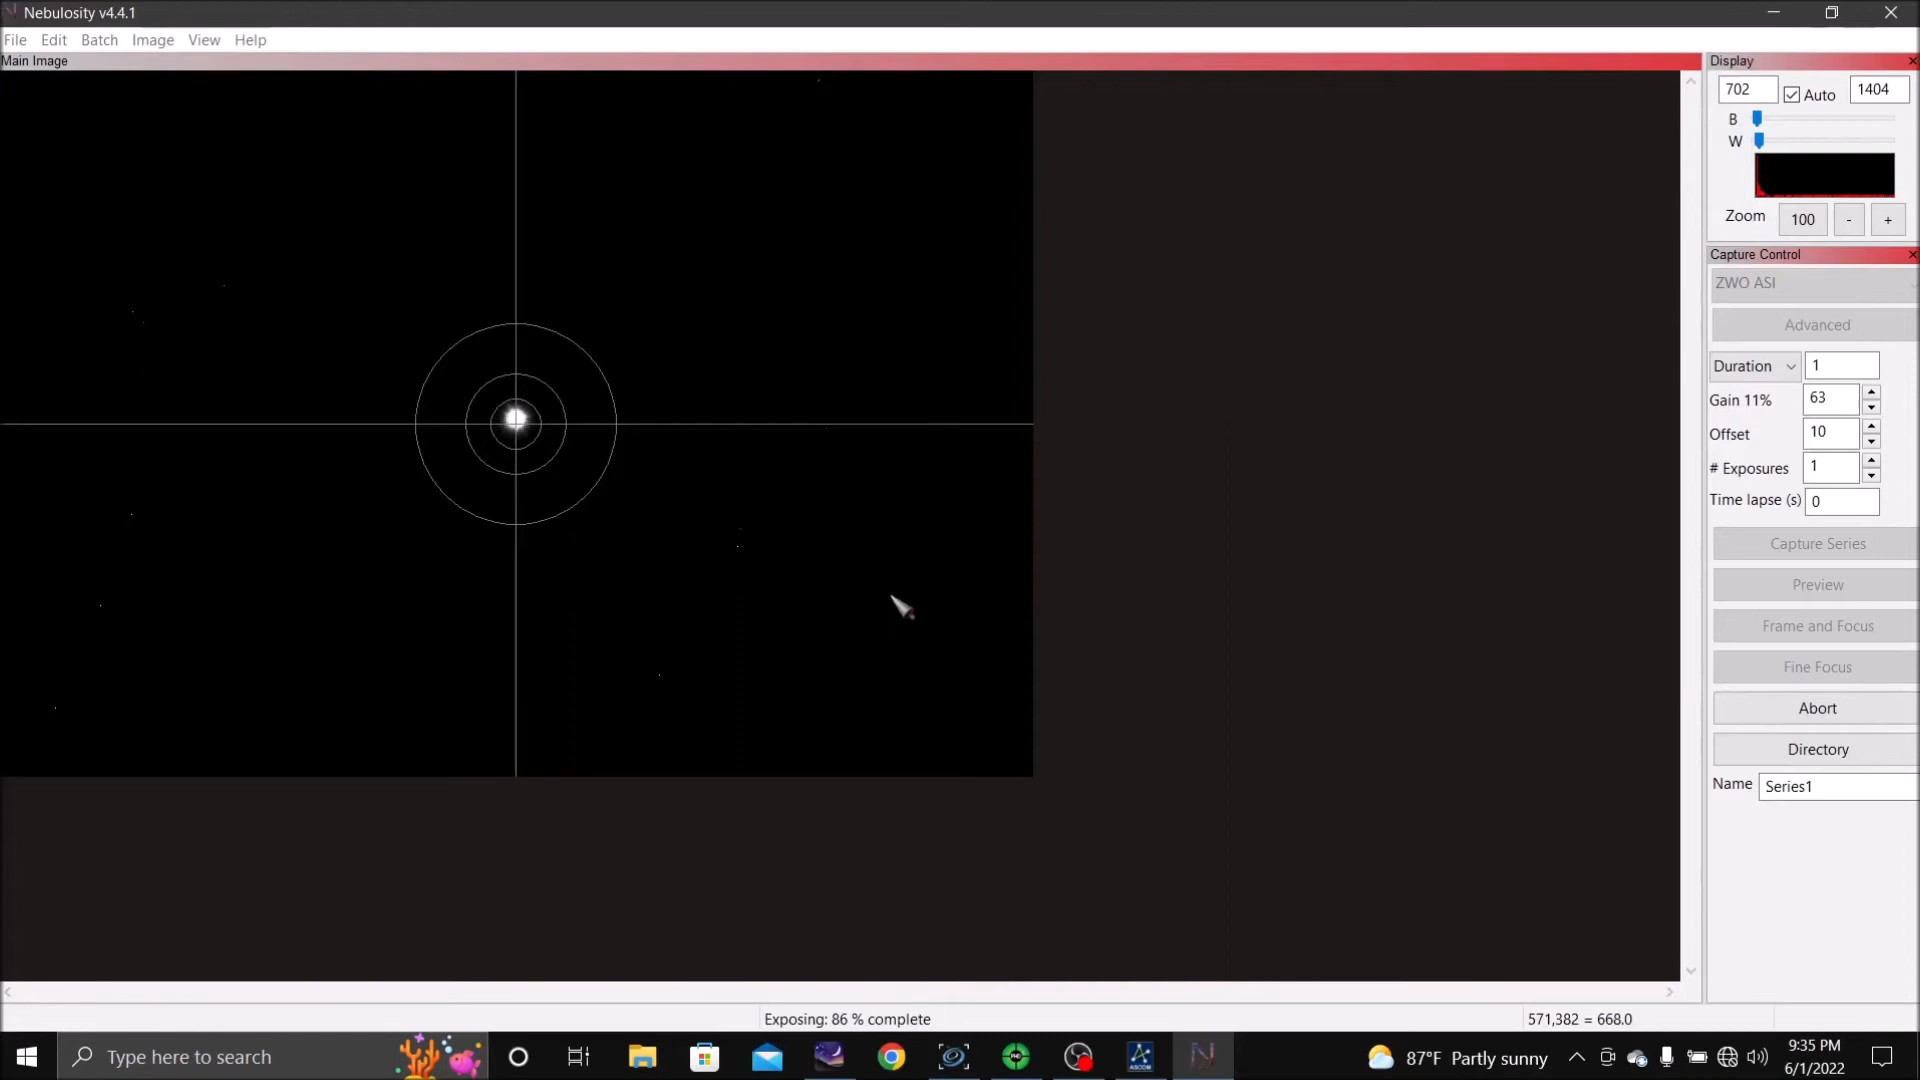 Nebulosity v4.4.1
File Edit Batch Image View Help
Main Image
Display
702 Auto 1404
B
W
Zoom 100 - +
Capture Control
ZWO ASI
Advanced
Duration 1
Gain 11% 63
Offset 10
# Exposures 1
Time lapse (s) 0
Capture Series
Preview
Frame and Focus
Fine Focus
Abort
Directory
Name Series1
Exposing: 86 % complete 571,382 = 668.0
Type here to search
PHD
ASCOM
N
87°F Partly sunny
9:35 PM
6/1/2022